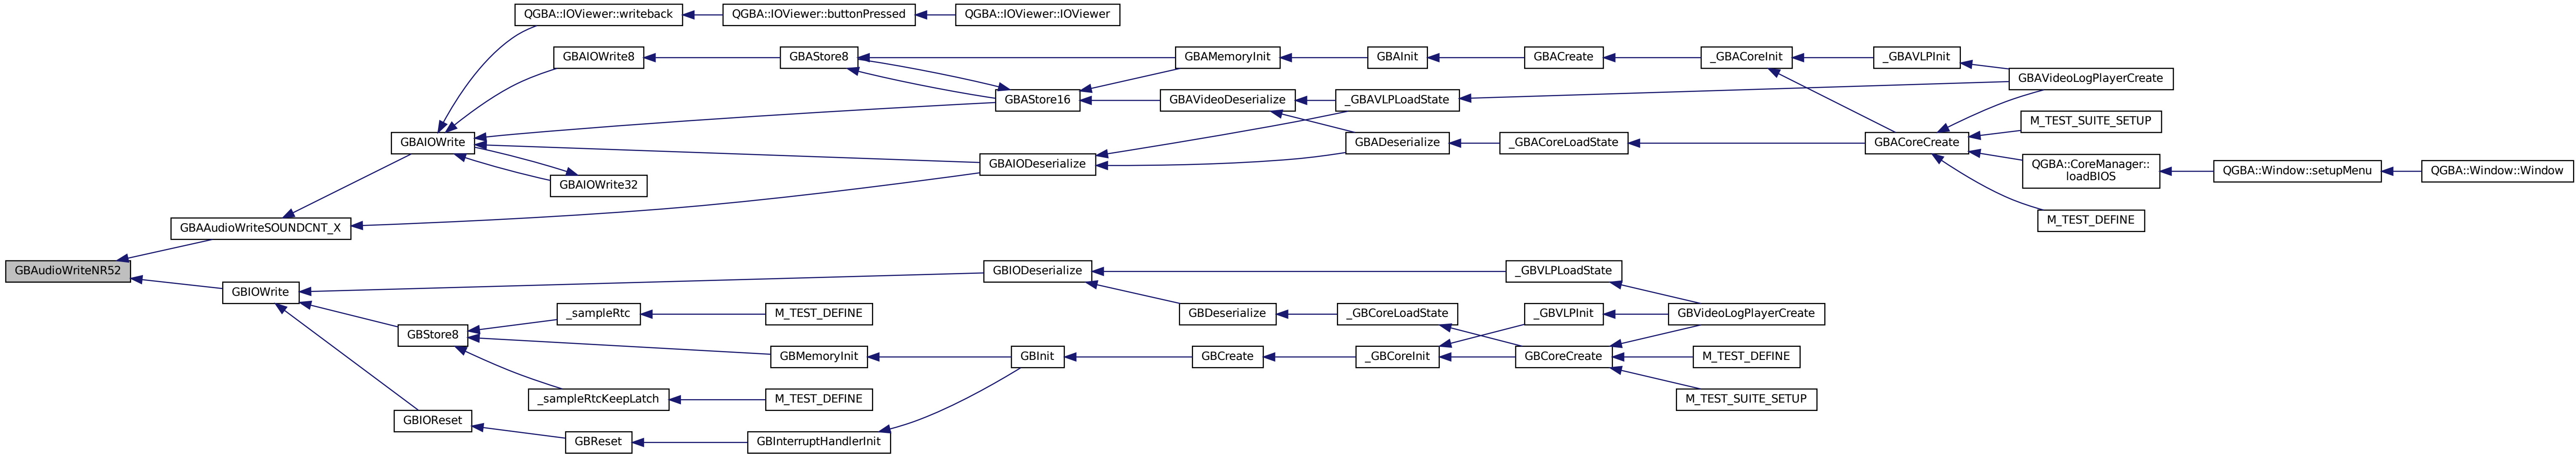 QGBA::IOViewer::writeback
QGBA::IOViewer::buttonPressed
QGBA::IOViewer::IOViewer
GBAIOWrite8
GBAStore8
GBAMemoryInit
GBAInit
GBACreate
_GBACoreInit
_GBAVLPInit
GBAVideoLogPlayerCreate
GBAStore16
GBAVideoDeserialize
_GBAVLPLoadState
M_TEST_SUITE_SETUP
GBAIOWrite
GBAIODeserialize
GBADeserialize
_GBACoreLoadState
GBACoreCreate
QGBA::CoreManager::
loadBIOS
QGBA::Window::setupMenu
QGBA::Window::Window
GBAIOWrite32
M_TEST_DEFINE
GBAAudioWriteSOUNDCNT_X
GBAudioWriteNR52
GBIOWrite
GBIODeserialize
_GBVLPLoadState
_sampleRtc
M_TEST_DEFINE
GBDeserialize
_GBCoreLoadState
_GBVLPInit
GBVideoLogPlayerCreate
GBStore8
GBMemoryInit
GBInit
GBCreate
_GBCoreInit
GBCoreCreate
M_TEST_DEFINE
_sampleRtcKeepLatch
M_TEST_DEFINE
M_TEST_SUITE_SETUP
GBIOReset
GBReset
GBInterruptHandlerInit